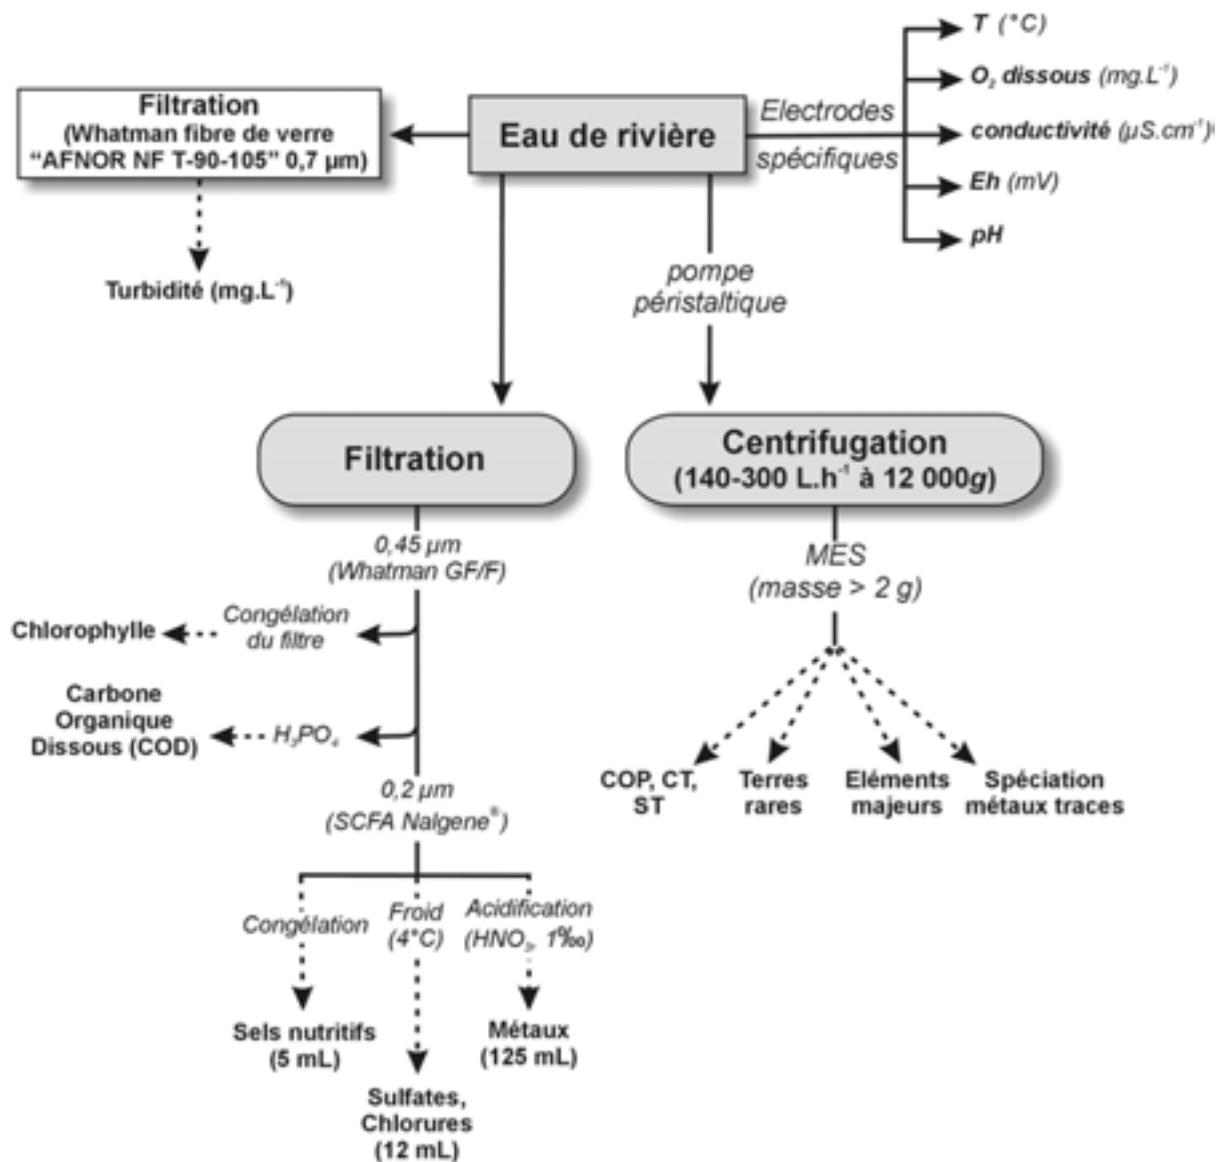 T (°C)
O₂ dissous (mg.L⁻¹)
conductivité (µS.cm⁻¹)
Eh (mV)
pH
Electrodes
spécifiques
Eau de rivière
Filtration
(Whatman fibre de verre
“AFNOR NF T-90-105” 0,7 µm)
Turbidité (mg.L⁻¹)
pompe
péristaltique
Filtration
Centrifugation
(140-300 L.h⁻¹ à 12 000g)
0,45 µm
(Whatman GF/F)
Congélation
du filtre
Chlorophylle
Carbone
Organique
Dissous (COD)
H₃PO₄
0,2 µm
(SCFA Nalgene®)
Congélation
Froid
(4°C)
Acidification
(HNO₃, 1‰)
Sels nutritifs
(5 mL)
Sulfates,
Chlorures
(12 mL)
Métaux
(125 mL)
MES
(masse > 2 g)
COP, CT,
ST
Terres
rares
Eléments
majeurs
Spéciation
métaux traces